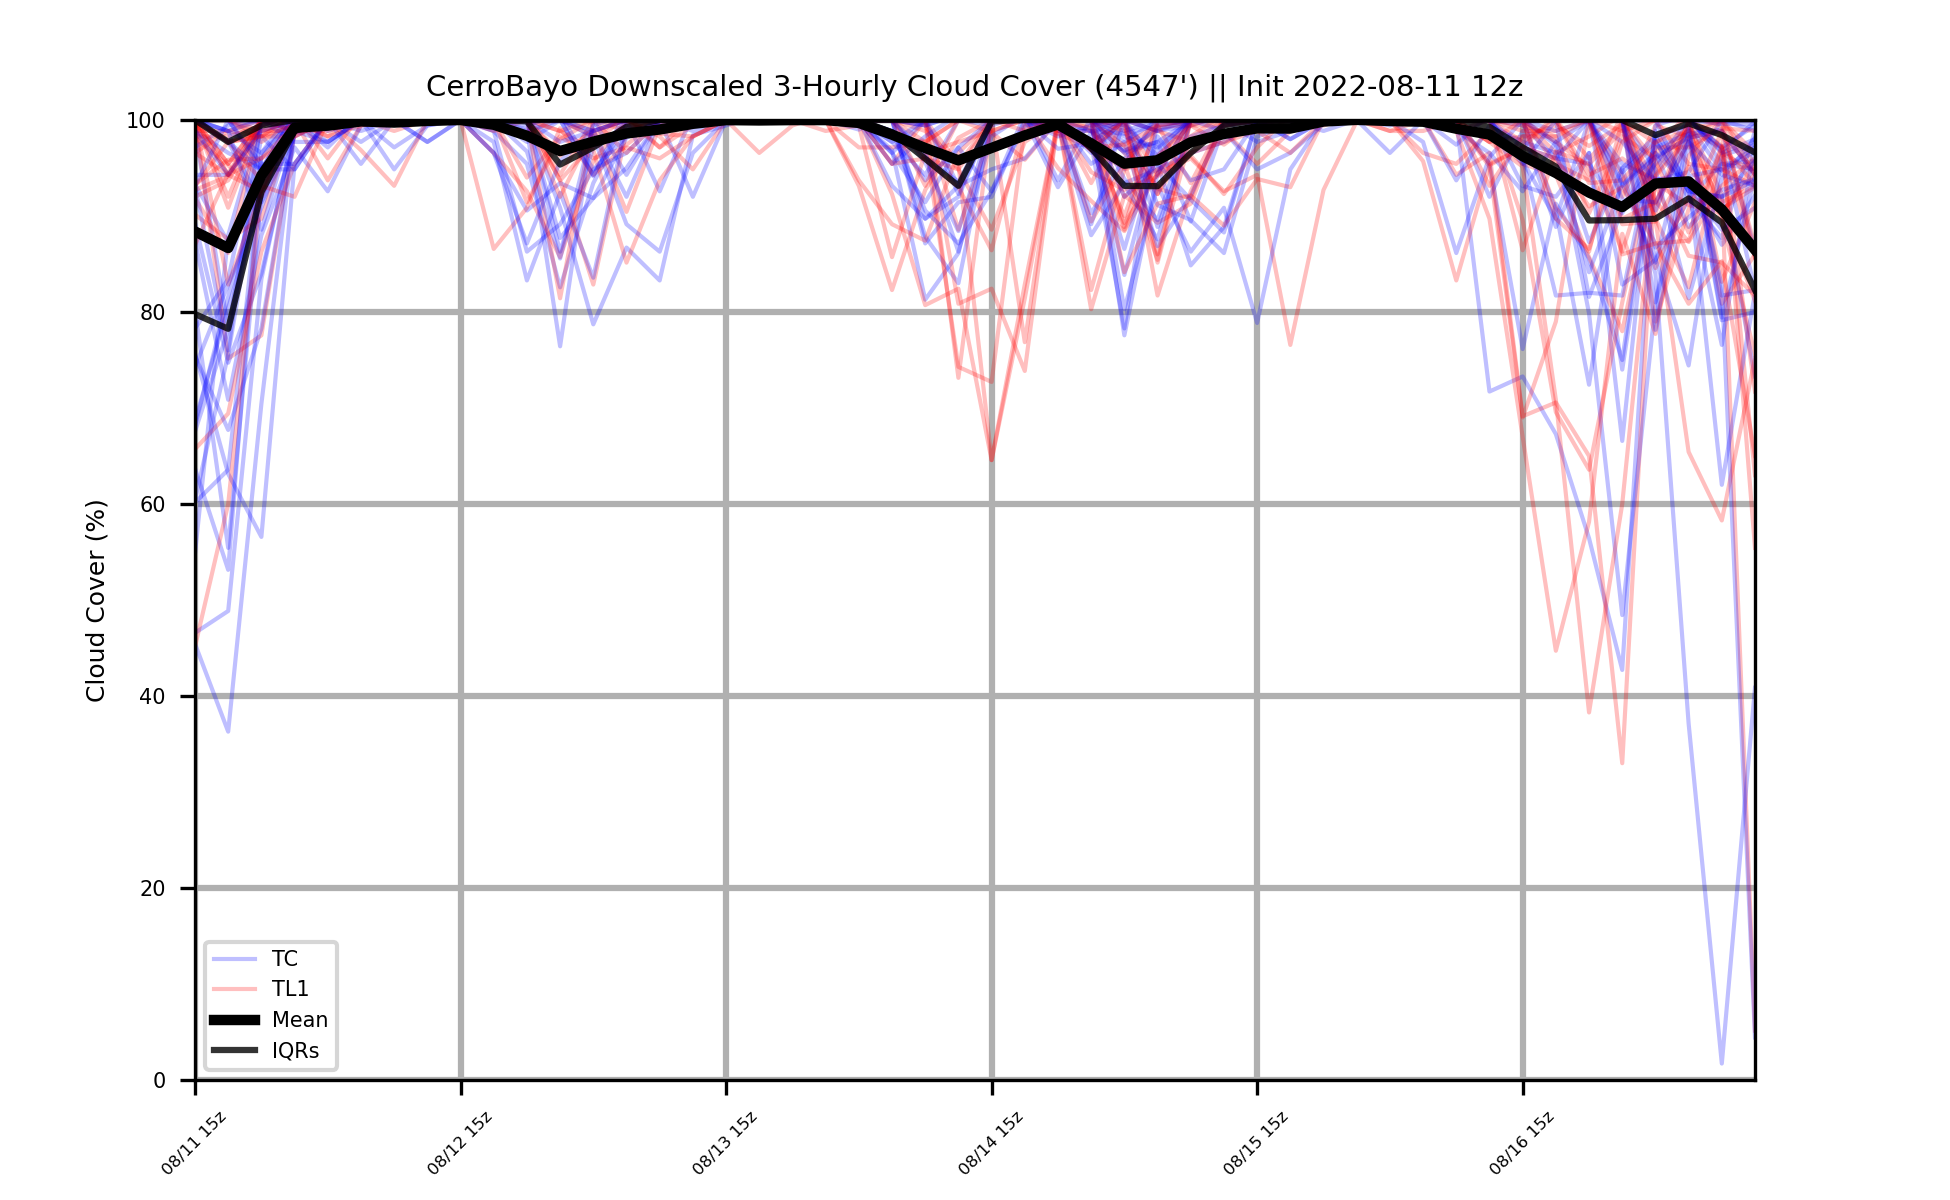 CerroBayo Downscaled 3-Hourly Cloud Cover (4547') || Init 2022-08-11 12z
Cloud Cover (%)
100
80
60
40
20
0
TC
TL1
Mean
IQRs
08/11 15z
08/12 15z
08/13 15z
08/14 15z
08/15 15z
08/16 15z